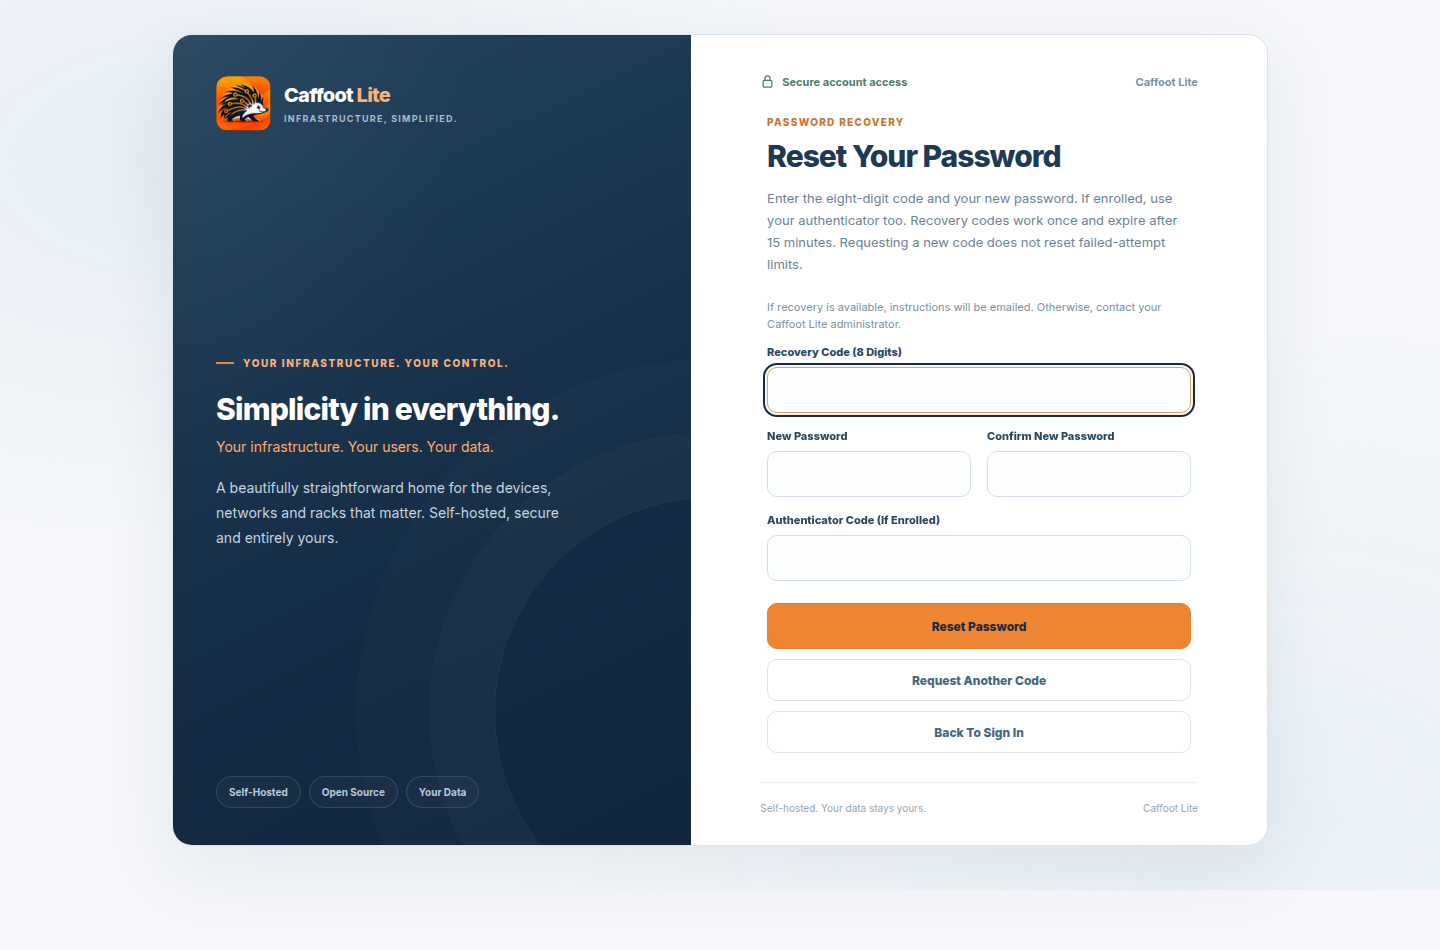 Caffoot Lite
INFRASTRUCTURE, SIMPLIFIED.
YOUR INFRASTRUCTURE. YOUR CONTROL.
Simplicity in everything.
Your infrastructure. Your users. Your data.
A beautifully straightforward home for the devices,
networks and racks that matter. Self-hosted, secure
and entirely yours.
Self-Hosted
Open Source
Your Data
Secure account access
Caffoot Lite
PASSWORD RECOVERY
Reset Your Password
Enter the eight-digit code and your new password. If enrolled, use
your authenticator too. Recovery codes work once and expire after
15 minutes. Requesting a new code does not reset failed-attempt
limits.
If recovery is available, instructions will be emailed. Otherwise, contact your
Caffoot Lite administrator.
Recovery Code (8 Digits)
New Password
Confirm New Password
Authenticator Code (If Enrolled)
Reset Password
Request Another Code
Back To Sign In
Self-hosted. Your data stays yours.
Caffoot Lite